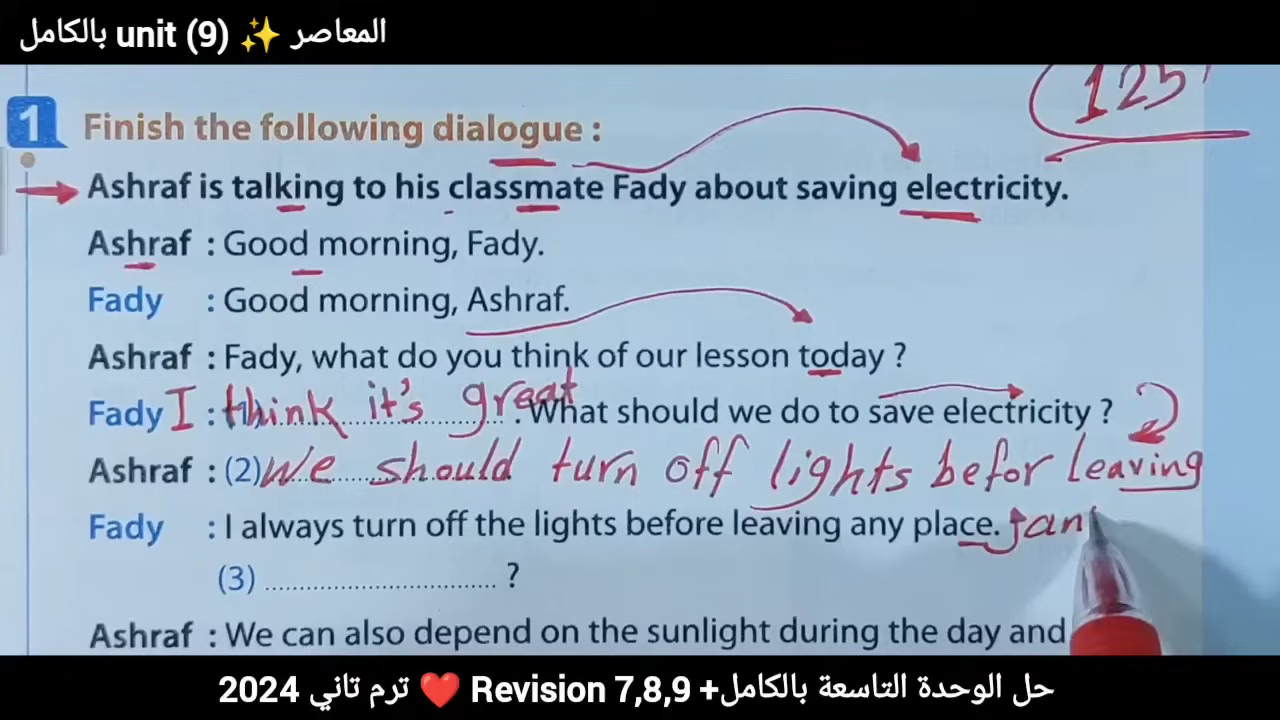 المعاصر ✨ unit (9) بالكامل
125
1 Finish the following dialogue :
Ashraf is talking to his classmate Fady about saving electricity.
Ashraf : Good morning, Fady.
Fady : Good morning, Ashraf.
Ashraf : Fady, what do you think of our lesson today ?
Fady : (1) I think it's great. What should we do to save electricity ?
Ashraf : (2) We should turn off lights befor leaving
Fady : I always turn off the lights before leaving any place.
(3) ................................ ?
Ashraf : We can also depend on the sunlight during the day and
حل الوحدة التاسعة بالكامل+ Revision 7,8,9 ❤️ ترم تاني 2024